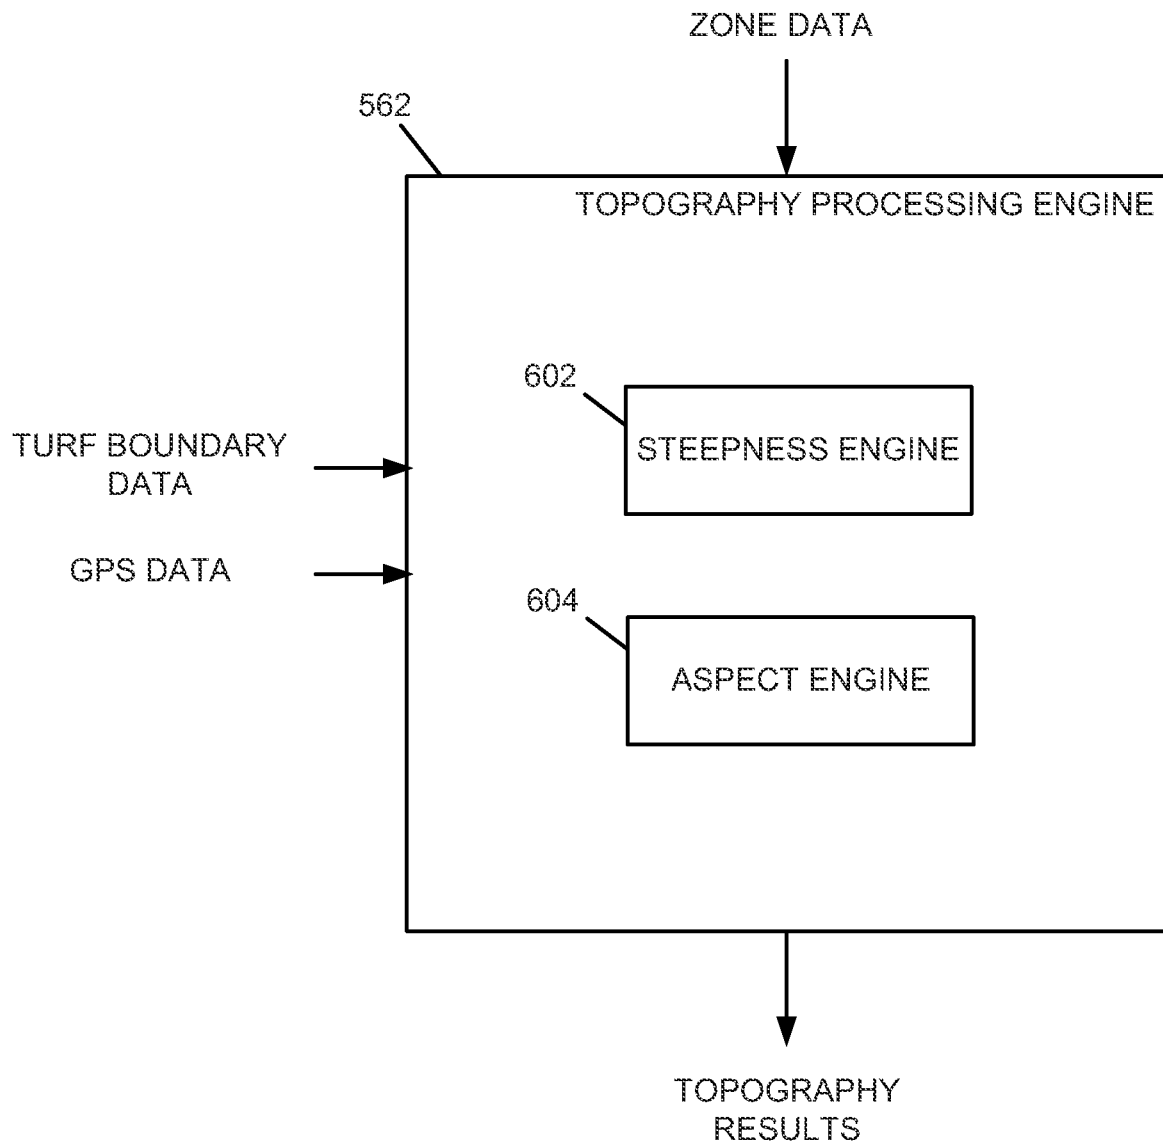 ZONE DATA
562
TOPOGRAPHY PROCESSING ENGINE
602
STEEPNESS ENGINE
TURF BOUNDARY
DATA
GPS DATA
604
ASPECT ENGINE
TOPOGRAPHY
RESULTS